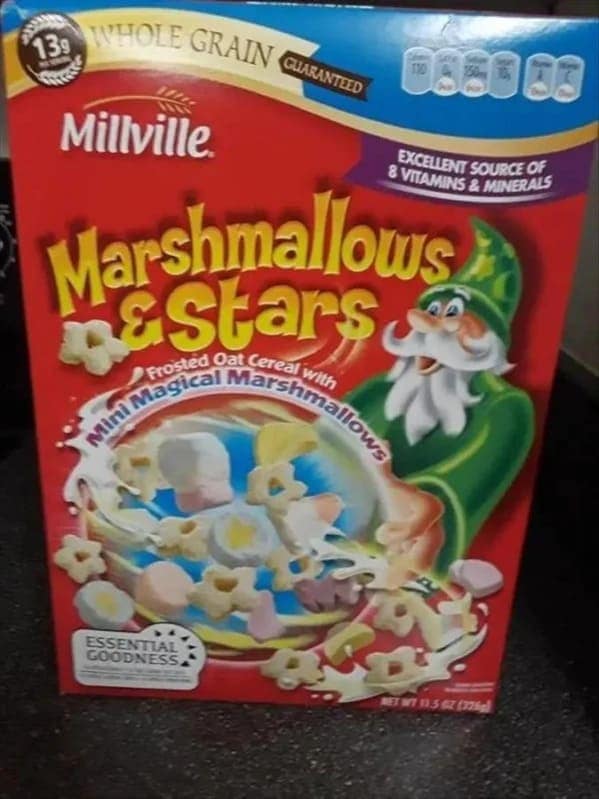 13g
WHOLE GRAIN
GUARANTEED
110
Millville
EXCELLENT SOURCE OF
8 VITAMINS & MINERALS
Marshmallows
& Stars
Frosted Oat Cereal with
Mini Magical Marshmallows
ESSENTIAL
GOODNESS
NET WT 11.5 OZ (326g)